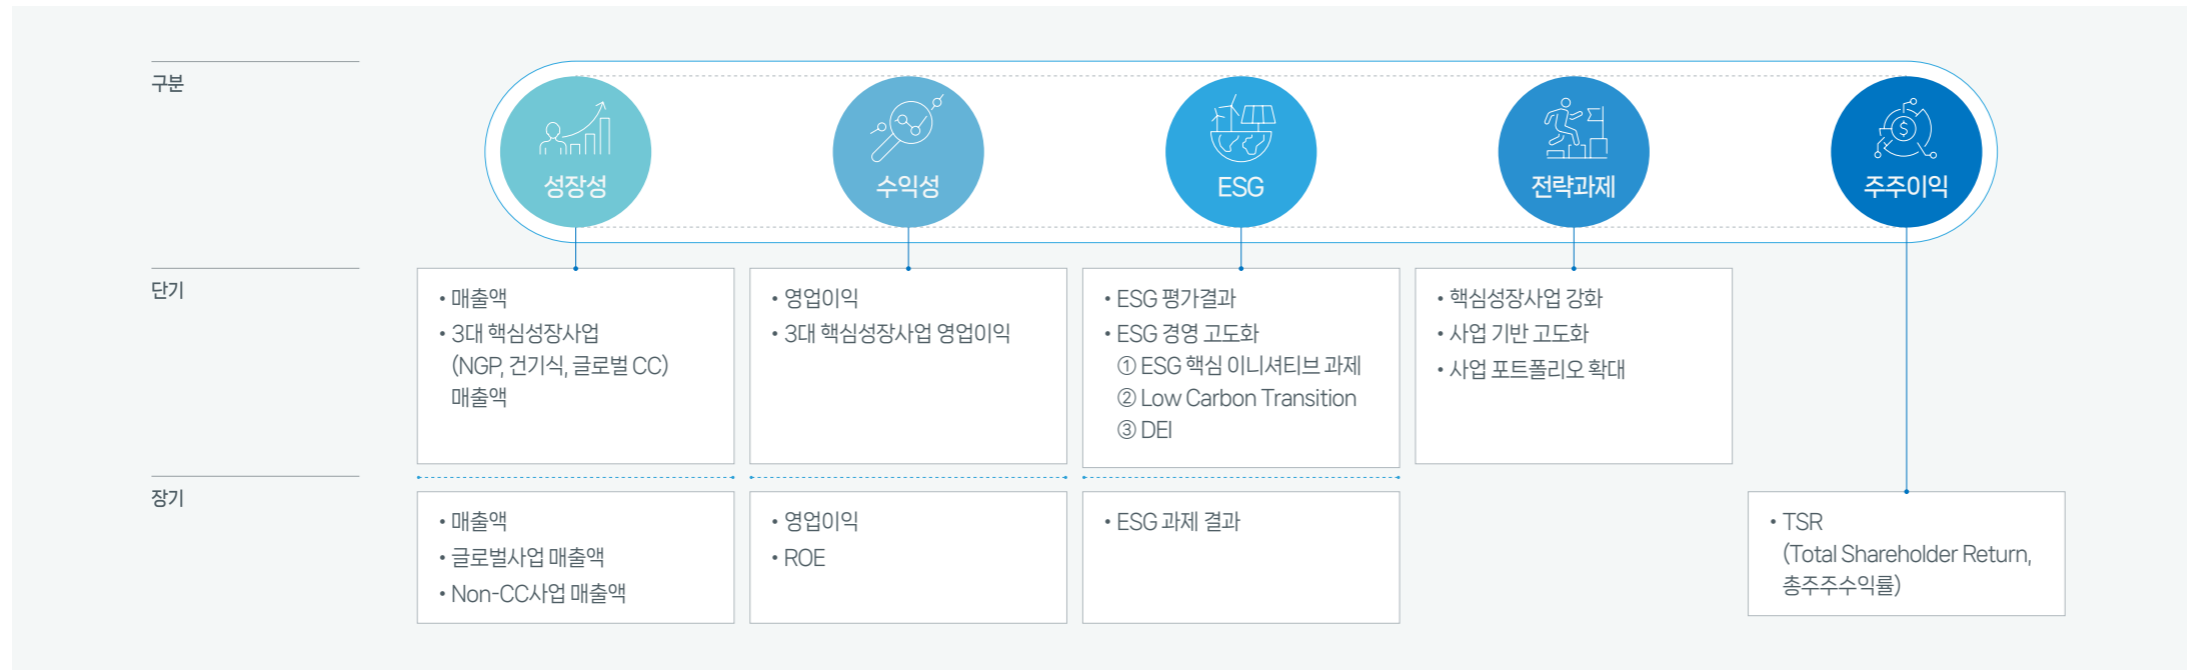 구분
성장성
수익성
ESG
전략과제
주주이익
단기
• 매출액
• 3대 핵심성장사업
(NGP, 건기식, 글로벌 CC)
매출액
• 영업이익
• 3대 핵심성장사업 영업이익
• ESG 평가결과
• ESG 경영 고도화
① ESG 핵심 이니셔티브 과제
② Low Carbon Transition
③ DEI
• 핵심성장사업 강화
• 사업 기반 고도화
• 사업 포트폴리오 확대
장기
• 매출액
• 글로벌사업 매출액
• Non-CC사업 매출액
• 영업이익
• ROE
• ESG 과제 결과
• TSR
(Total Shareholder Return,
총주주수익률)